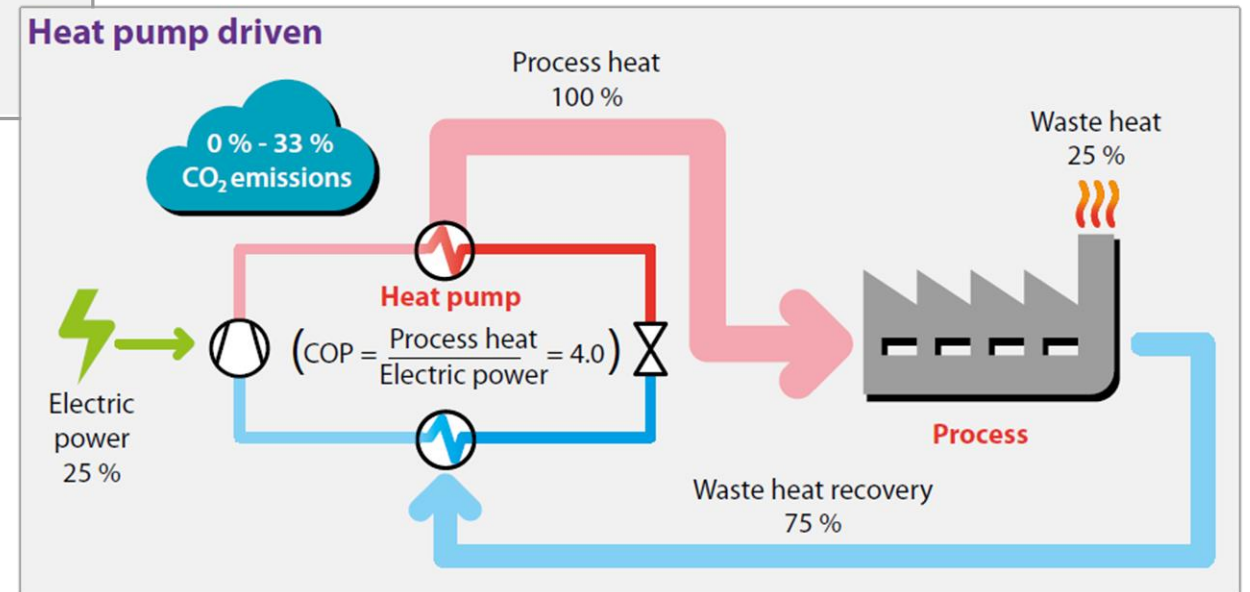 Heat pump driven
Process heat
100 %
0 % - 33 %
CO₂ emissions
Waste heat
25 %
Heat pump
(COP = Process heat / Electric power = 4.0)
Electric
power
25 %
Process
Waste heat recovery
75 %